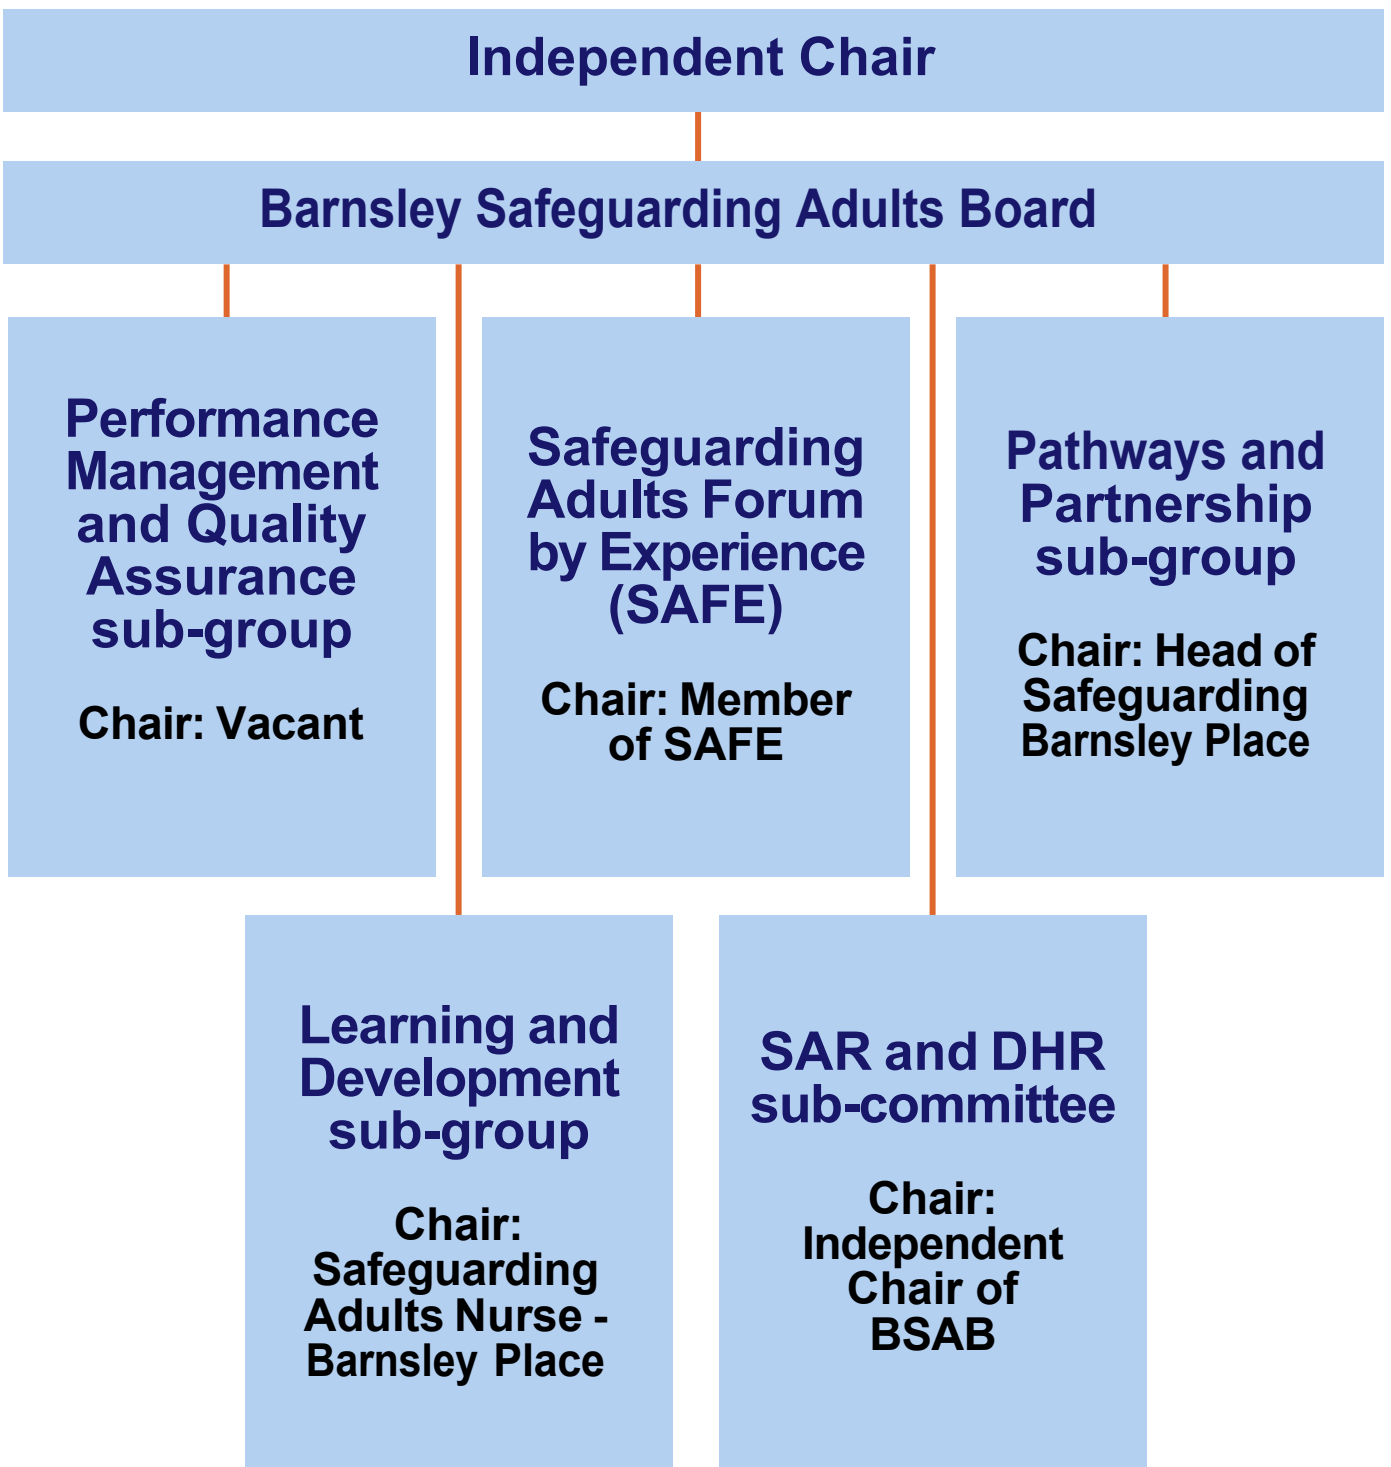 Independent Chair
Barnsley Safeguarding Adults Board
Performance
Management
and Quality
Assurance
sub-group
Chair: Vacant
Safeguarding
Adults Forum
by Experience
(SAFE)
Chair: Member
of SAFE
Pathways and
Partnership
sub-group
Chair: Head of
Safeguarding
Barnsley Place
Learning and
Development
sub-group
Chair:
Safeguarding
Adults Nurse -
Barnsley Place
SAR and DHR
sub-committee
Chair:
Independent
Chair of
BSAB